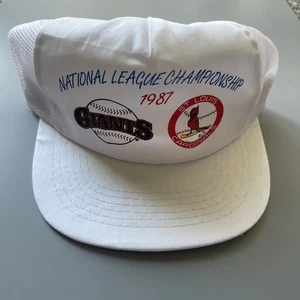 NATIONAL LEAGUE CHAMPIONSHIP
1987
GIANTS
ST. LOUIS
CARDINALS